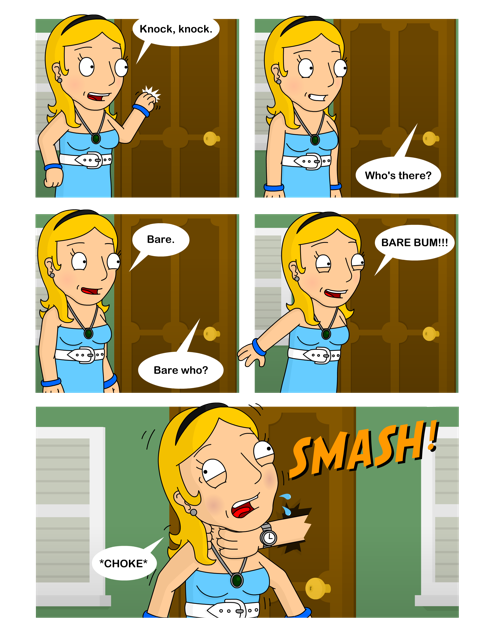 Knock, knock.
Who's there?
Bare.
Bare who?
BARE BUM!!!
SMASH!
*CHOKE*